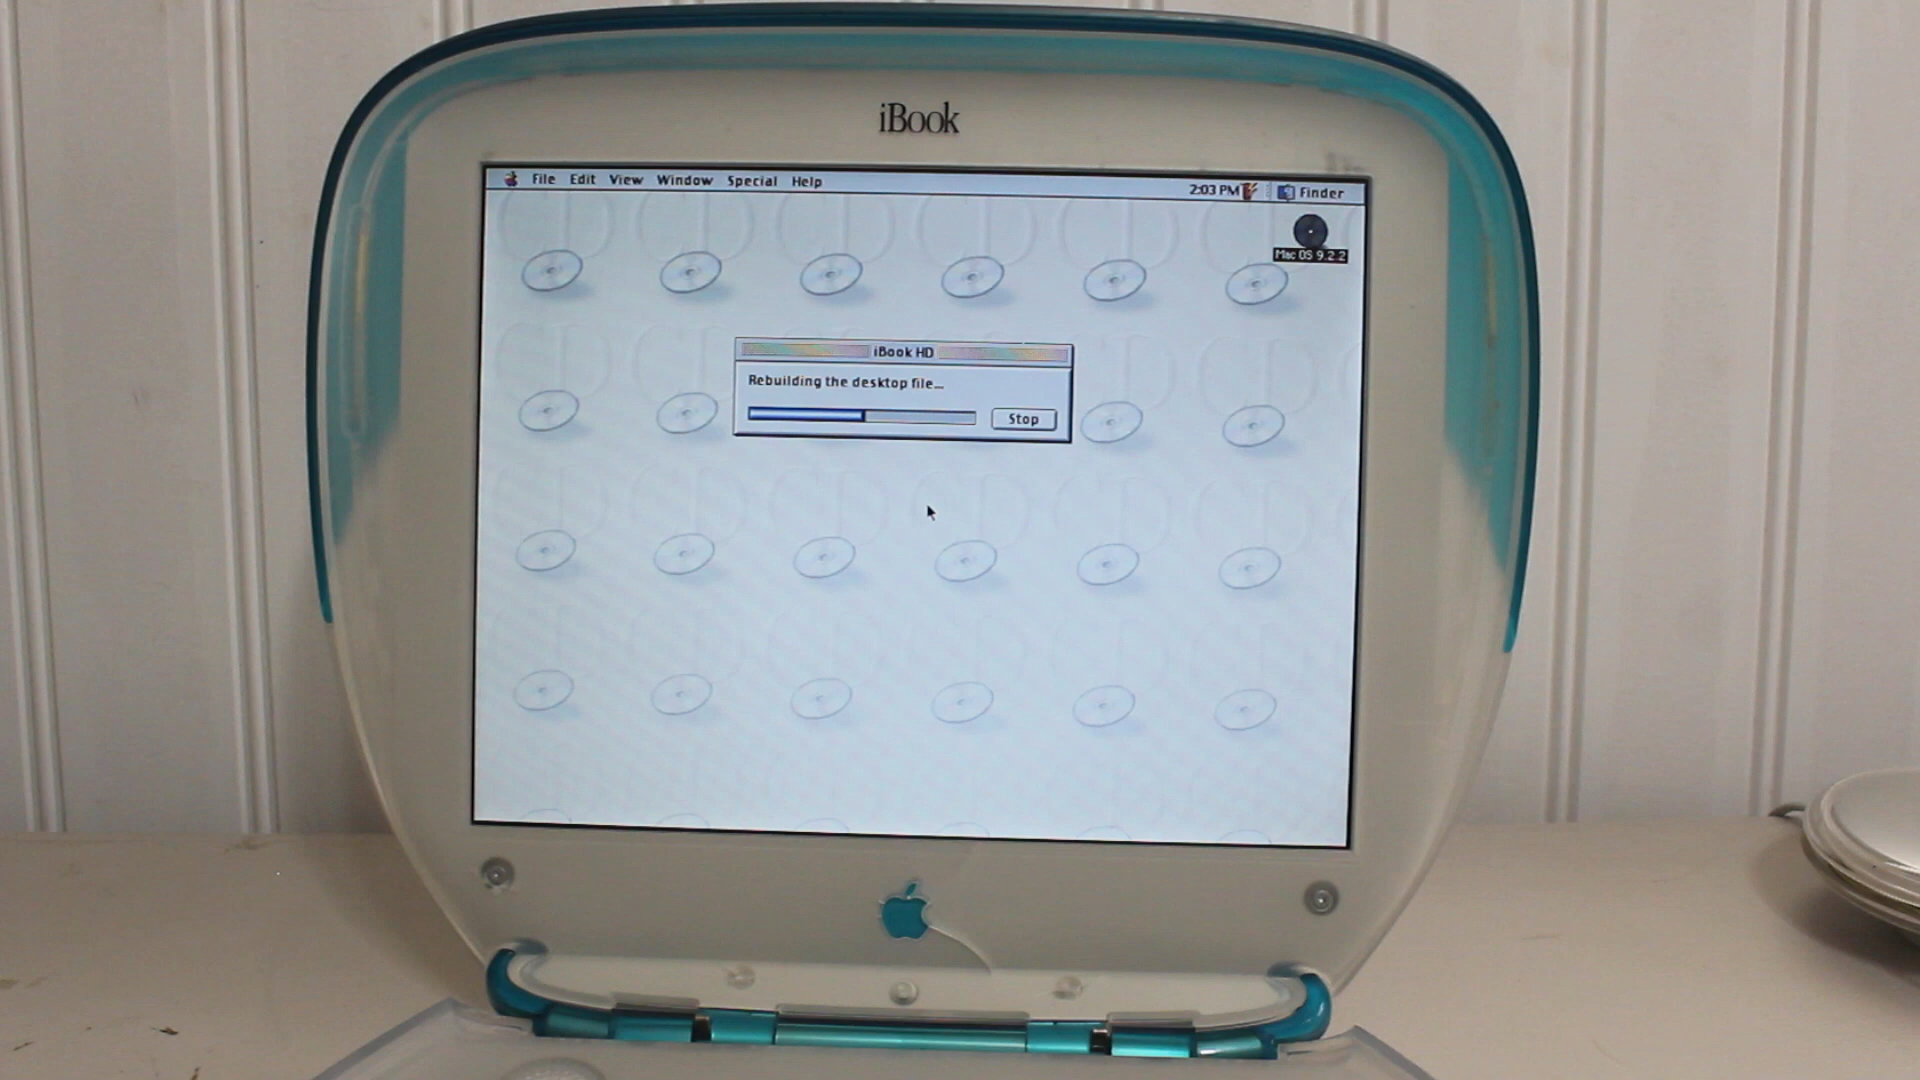 iBook
File Edit View Window Special Help 2:03 PM Finder
Mac OS 9.2.2
iBook HD
Rebuilding the desktop file...
Stop